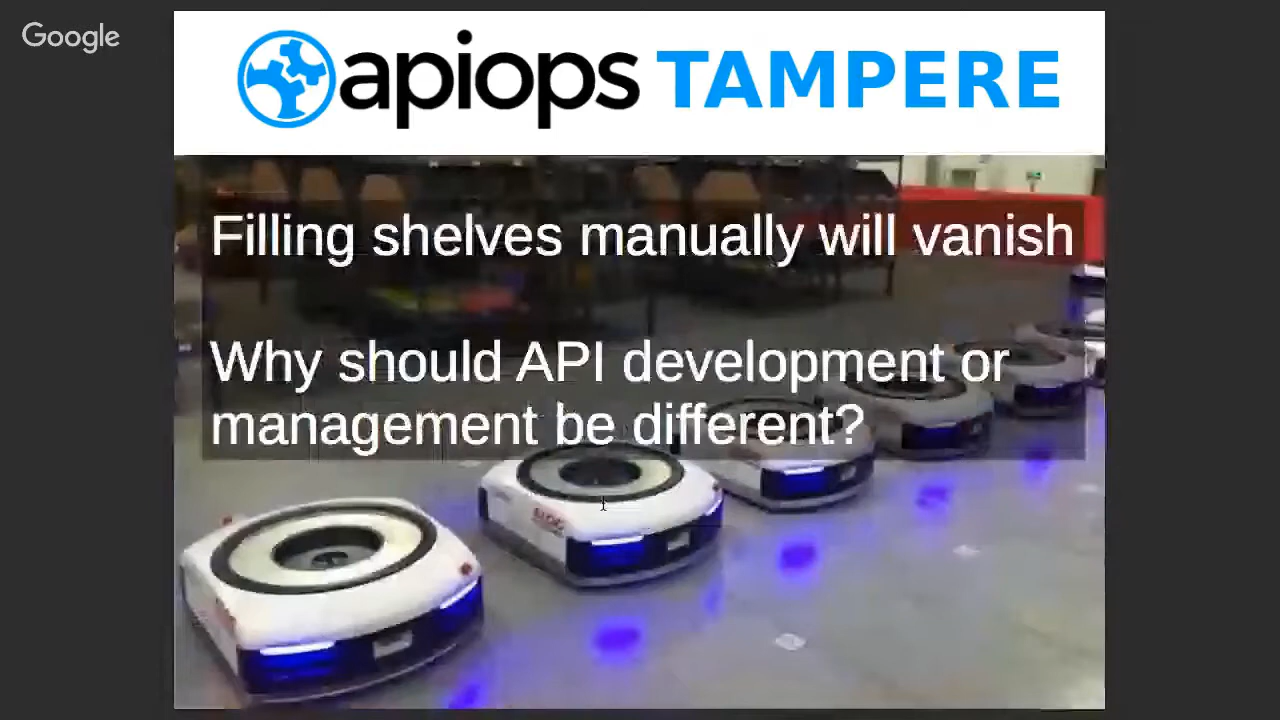 Google
apiops TAMPERE
Filling shelves manually will vanish
Why should API development or
management be different?